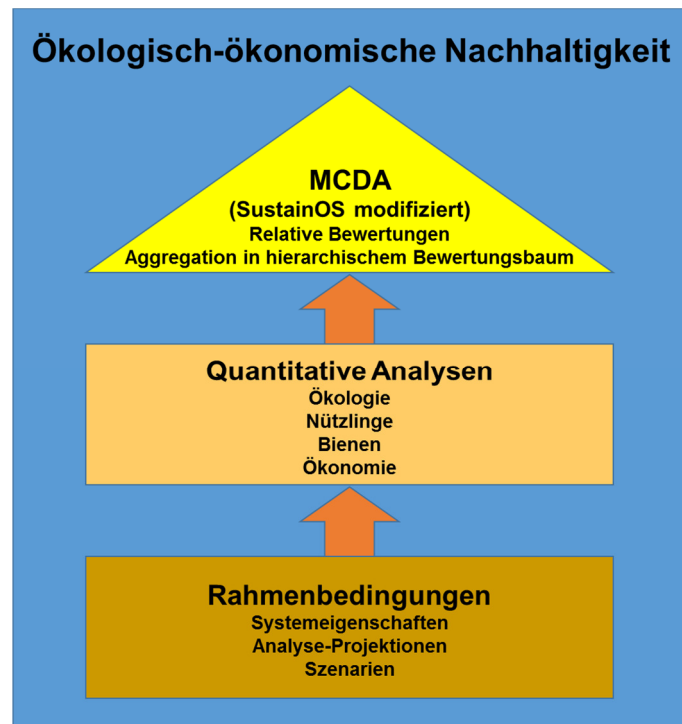 Ökologisch-ökonomische Nachhaltigkeit
MCDA
(SustainOS modifiziert)
Relative Bewertungen
Aggregation in hierarchischem Bewertungsbaum
Quantitative Analysen
Ökologie
Nützlinge
Bienen
Ökonomie
Rahmenbedingungen
Systemeigenschaften
Analyse-Projektionen
Szenarien